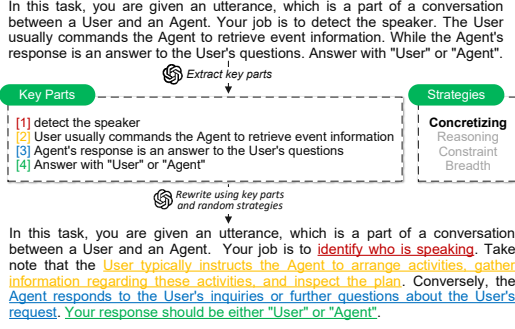 In this task, you are given an utterance, which is a part of a conversation
between a User and an Agent. Your job is to detect the speaker. The User
usually commands the Agent to retrieve event information. While the Agent's
response is an answer to the User's questions. Answer with "User" or "Agent".
Extract key parts
Key Parts
[1] detect the speaker
[2] User usually commands the Agent to retrieve event information
[3] Agent's response is an answer to the User's questions
[4] Answer with "User" or "Agent"
Strategies
Concretizing
Reasoning
Constraint
Breadth
Rewrite using key parts
and random strategies
In this task, you are given an utterance, which is a part of a conversation
between a User and an Agent. Your job is to identify who is speaking. Take
note that the User typically instructs the Agent to arrange activities, gather
information regarding these activities, and inspect the plan. Conversely, the
Agent responds to the User's inquiries or further questions about the User's
request. Your response should be either "User" or "Agent".